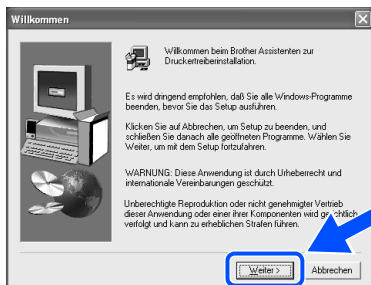 Willkommen
Willkommen beim Brother Assistenten zur
Druckertreiberinstallation.
Es wird dringend empfohlen, daß Sie alle Windows-Programme
beenden, bevor Sie das Setup ausführen.
Klicken Sie auf Abbrechen, um Setup zu beenden, und
schließen Sie danach alle geöffneten Programme. Wählen Sie
Weiter, um mit dem Setup fortzufahren.
WARNUNG: Diese Anwendung ist durch Urheberrecht und
internationale Vereinbarungen geschützt.
Unberechtigte Reproduktion oder nicht genehmigter Vertrieb
dieser Anwendung oder einer ihrer Komponenten wird gerichtlich
verfolgt und kann zu erheblichen Strafen führen.
Weiter > Abbrechen